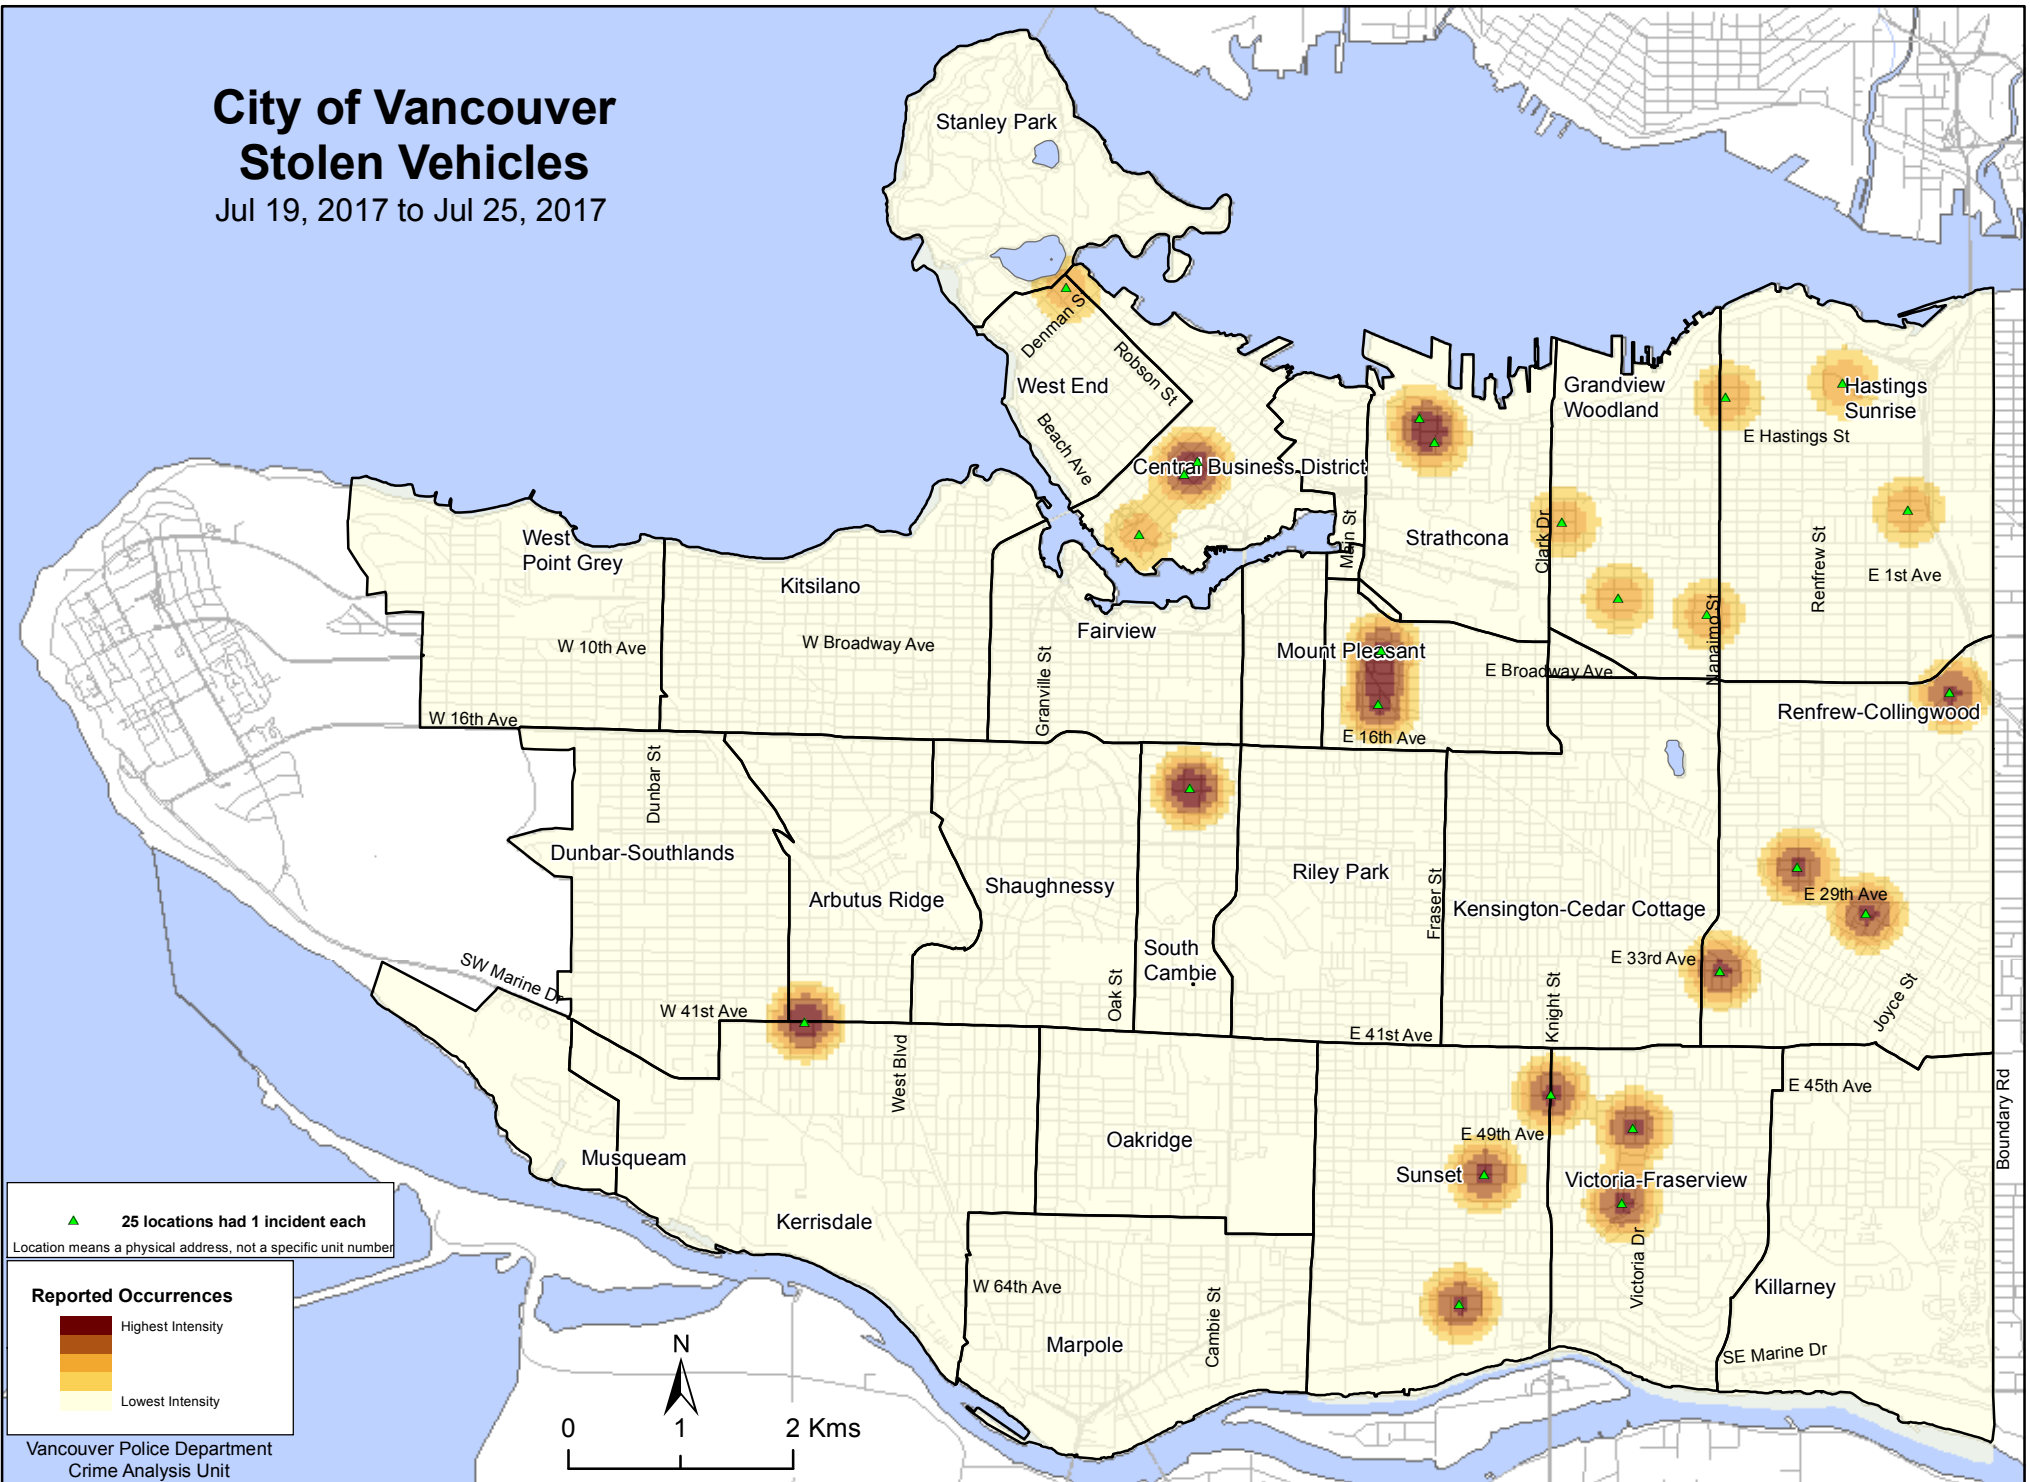 City of Vancouver
Stolen Vehicles
Jul 19, 2017 to Jul 25, 2017
Stanley Park
Denman St
Robson St
West End
Beach Ave
Central Business District
Grandview
Woodland
Hastings
Sunrise
E Hastings St
Main St
Strathcona
Clark Dr
Renfrew St
E 1st Ave
Nanaimo St
West
Point Grey
Kitsilano
Fairview
W 10th Ave
W Broadway Ave
Granville St
Mount Pleasant
E Broadway Ave
Renfrew-Collingwood
W 16th Ave
E 16th Ave
Dunbar St
Dunbar-Southlands
Arbutus Ridge
Shaughnessy
Riley Park
Fraser St
Kensington-Cedar Cottage
E 29th Ave
South
Cambie
E 33rd Ave
SW Marine Dr
W 41st Ave
Oak St
Knight St
Joyce St
E 41st Ave
West Blvd
E 45th Ave
Boundary Rd
E 49th Ave
Oakridge
Musqueam
Sunset
Victoria-Fraserview
Kerrisdale
Victoria Dr
W 64th Ave
Cambie St
Killarney
Marpole
SE Marine Dr
25 locations had 1 incident each
Location means a physical address, not a specific unit number
Reported Occurrences
Highest Intensity
Lowest Intensity
Vancouver Police Department
Crime Analysis Unit
N
0 1 2 Kms